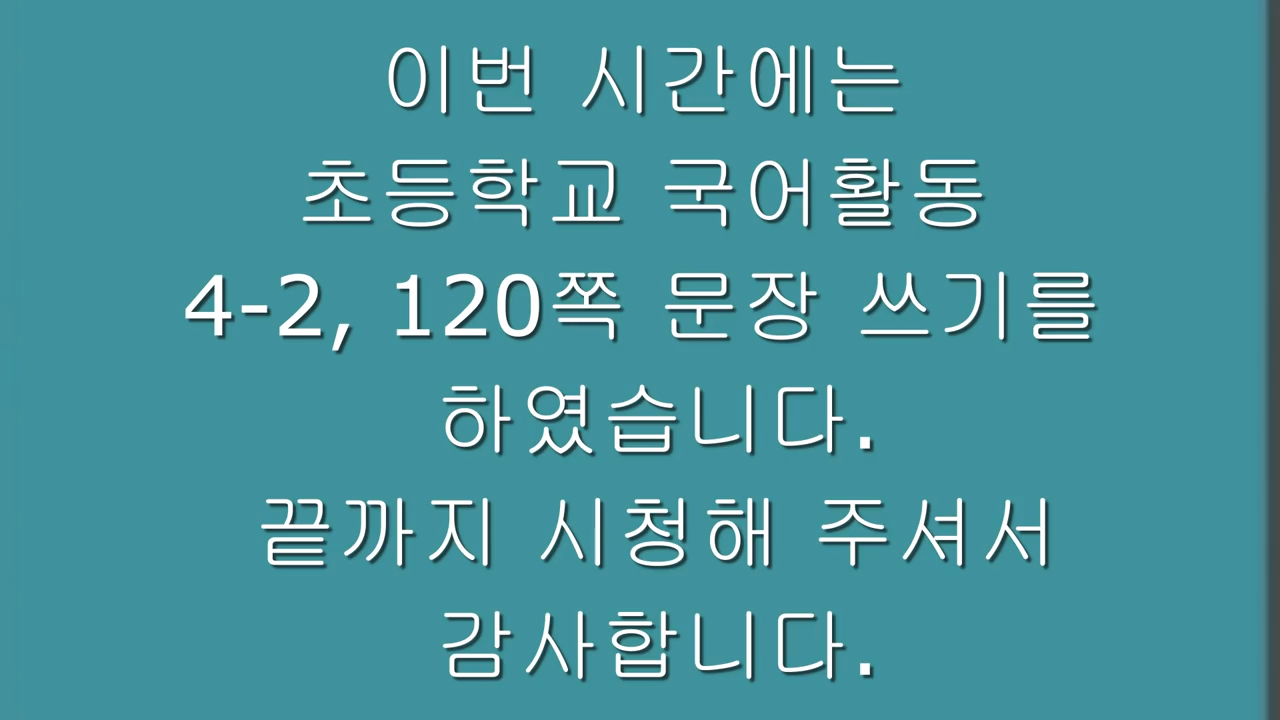 이번 시간에는
초등학교 국어활동
4-2, 120쪽 문장 쓰기를
하였습니다.
끝까지 시청해 주셔서
감사합니다.